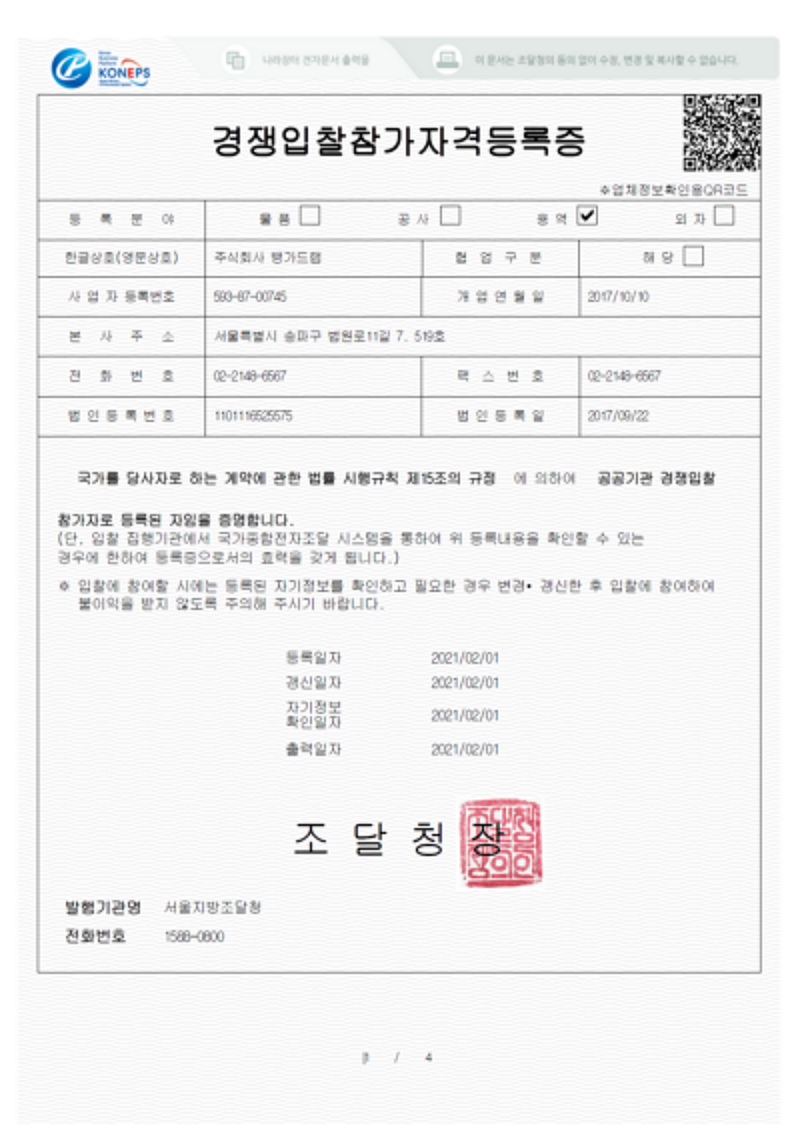 KONEPS
나라장터 전자문서 출력물
이 문서는 조달청의 동의 없이 수정, 변경 및 복사할 수 없습니다.
경쟁입찰참가자격등록증
※업체정보확인용QR코드
등 록 분 야 물 품 공 사 용 역 ✔ 외 자
한글상호(영문상호) 주식회사 탱가드램 협 업 구 분 해 당
사 업 자 등록번호 593-87-00745 개 업 연 월 일 2017/10/10
본 사 주 소 서울특별시 송파구 법원로11길 7. 519호
전 화 번 호 02-2148-6567 팩 스 번 호 02-2148-6567
법 인 등 록 번 호 1101116525575 법 인 등 록 일 2017/09/22
국가를 당사자로 하는 계약에 관한 법률 시행규칙 제15조의 규정 에 의하여 공공기관 경쟁입찰
참가자로 등록된 자임을 증명합니다.
(단, 입찰 집행기관에서 국가종합전자조달 시스템을 통하여 위 등록내용을 확인할 수 있는
경우에 한하여 등록증으로서의 효력을 갖게 됩니다.)
※ 입찰에 참여할 시에는 등록된 자기정보를 확인하고 필요한 경우 변경• 갱신한 후 입찰에 참여하여
불이익을 받지 않도록 주의해 주시기 바랍니다.
등록일자 2021/02/01
갱신일자 2021/02/01
자기정보
확인일자 2021/02/01
출력일자 2021/02/01
조 달 청 장
발행기관명 서울지방조달청
전화번호 1588-0800
/ 4